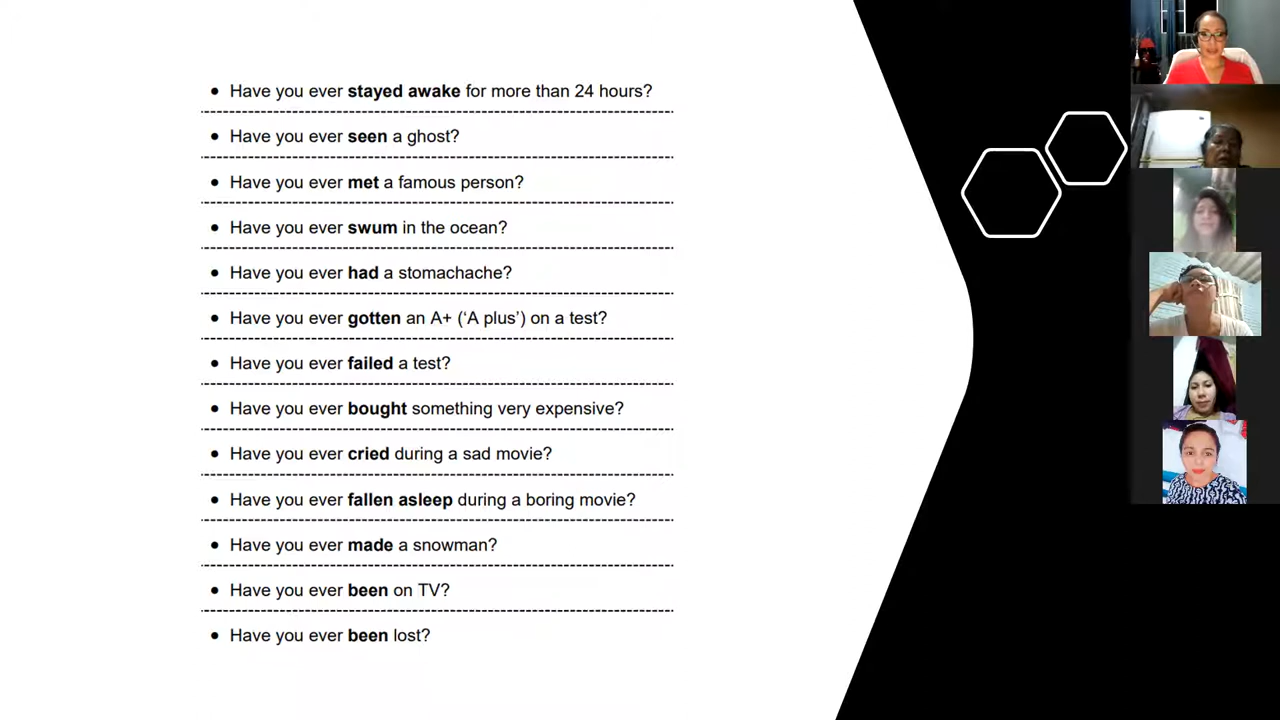 • Have you ever stayed awake for more than 24 hours?
• Have you ever seen a ghost?
• Have you ever met a famous person?
• Have you ever swum in the ocean?
• Have you ever had a stomachache?
• Have you ever gotten an A+ (‘A plus’) on a test?
• Have you ever failed a test?
• Have you ever bought something very expensive?
• Have you ever cried during a sad movie?
• Have you ever fallen asleep during a boring movie?
• Have you ever made a snowman?
• Have you ever been on TV?
• Have you ever been lost?